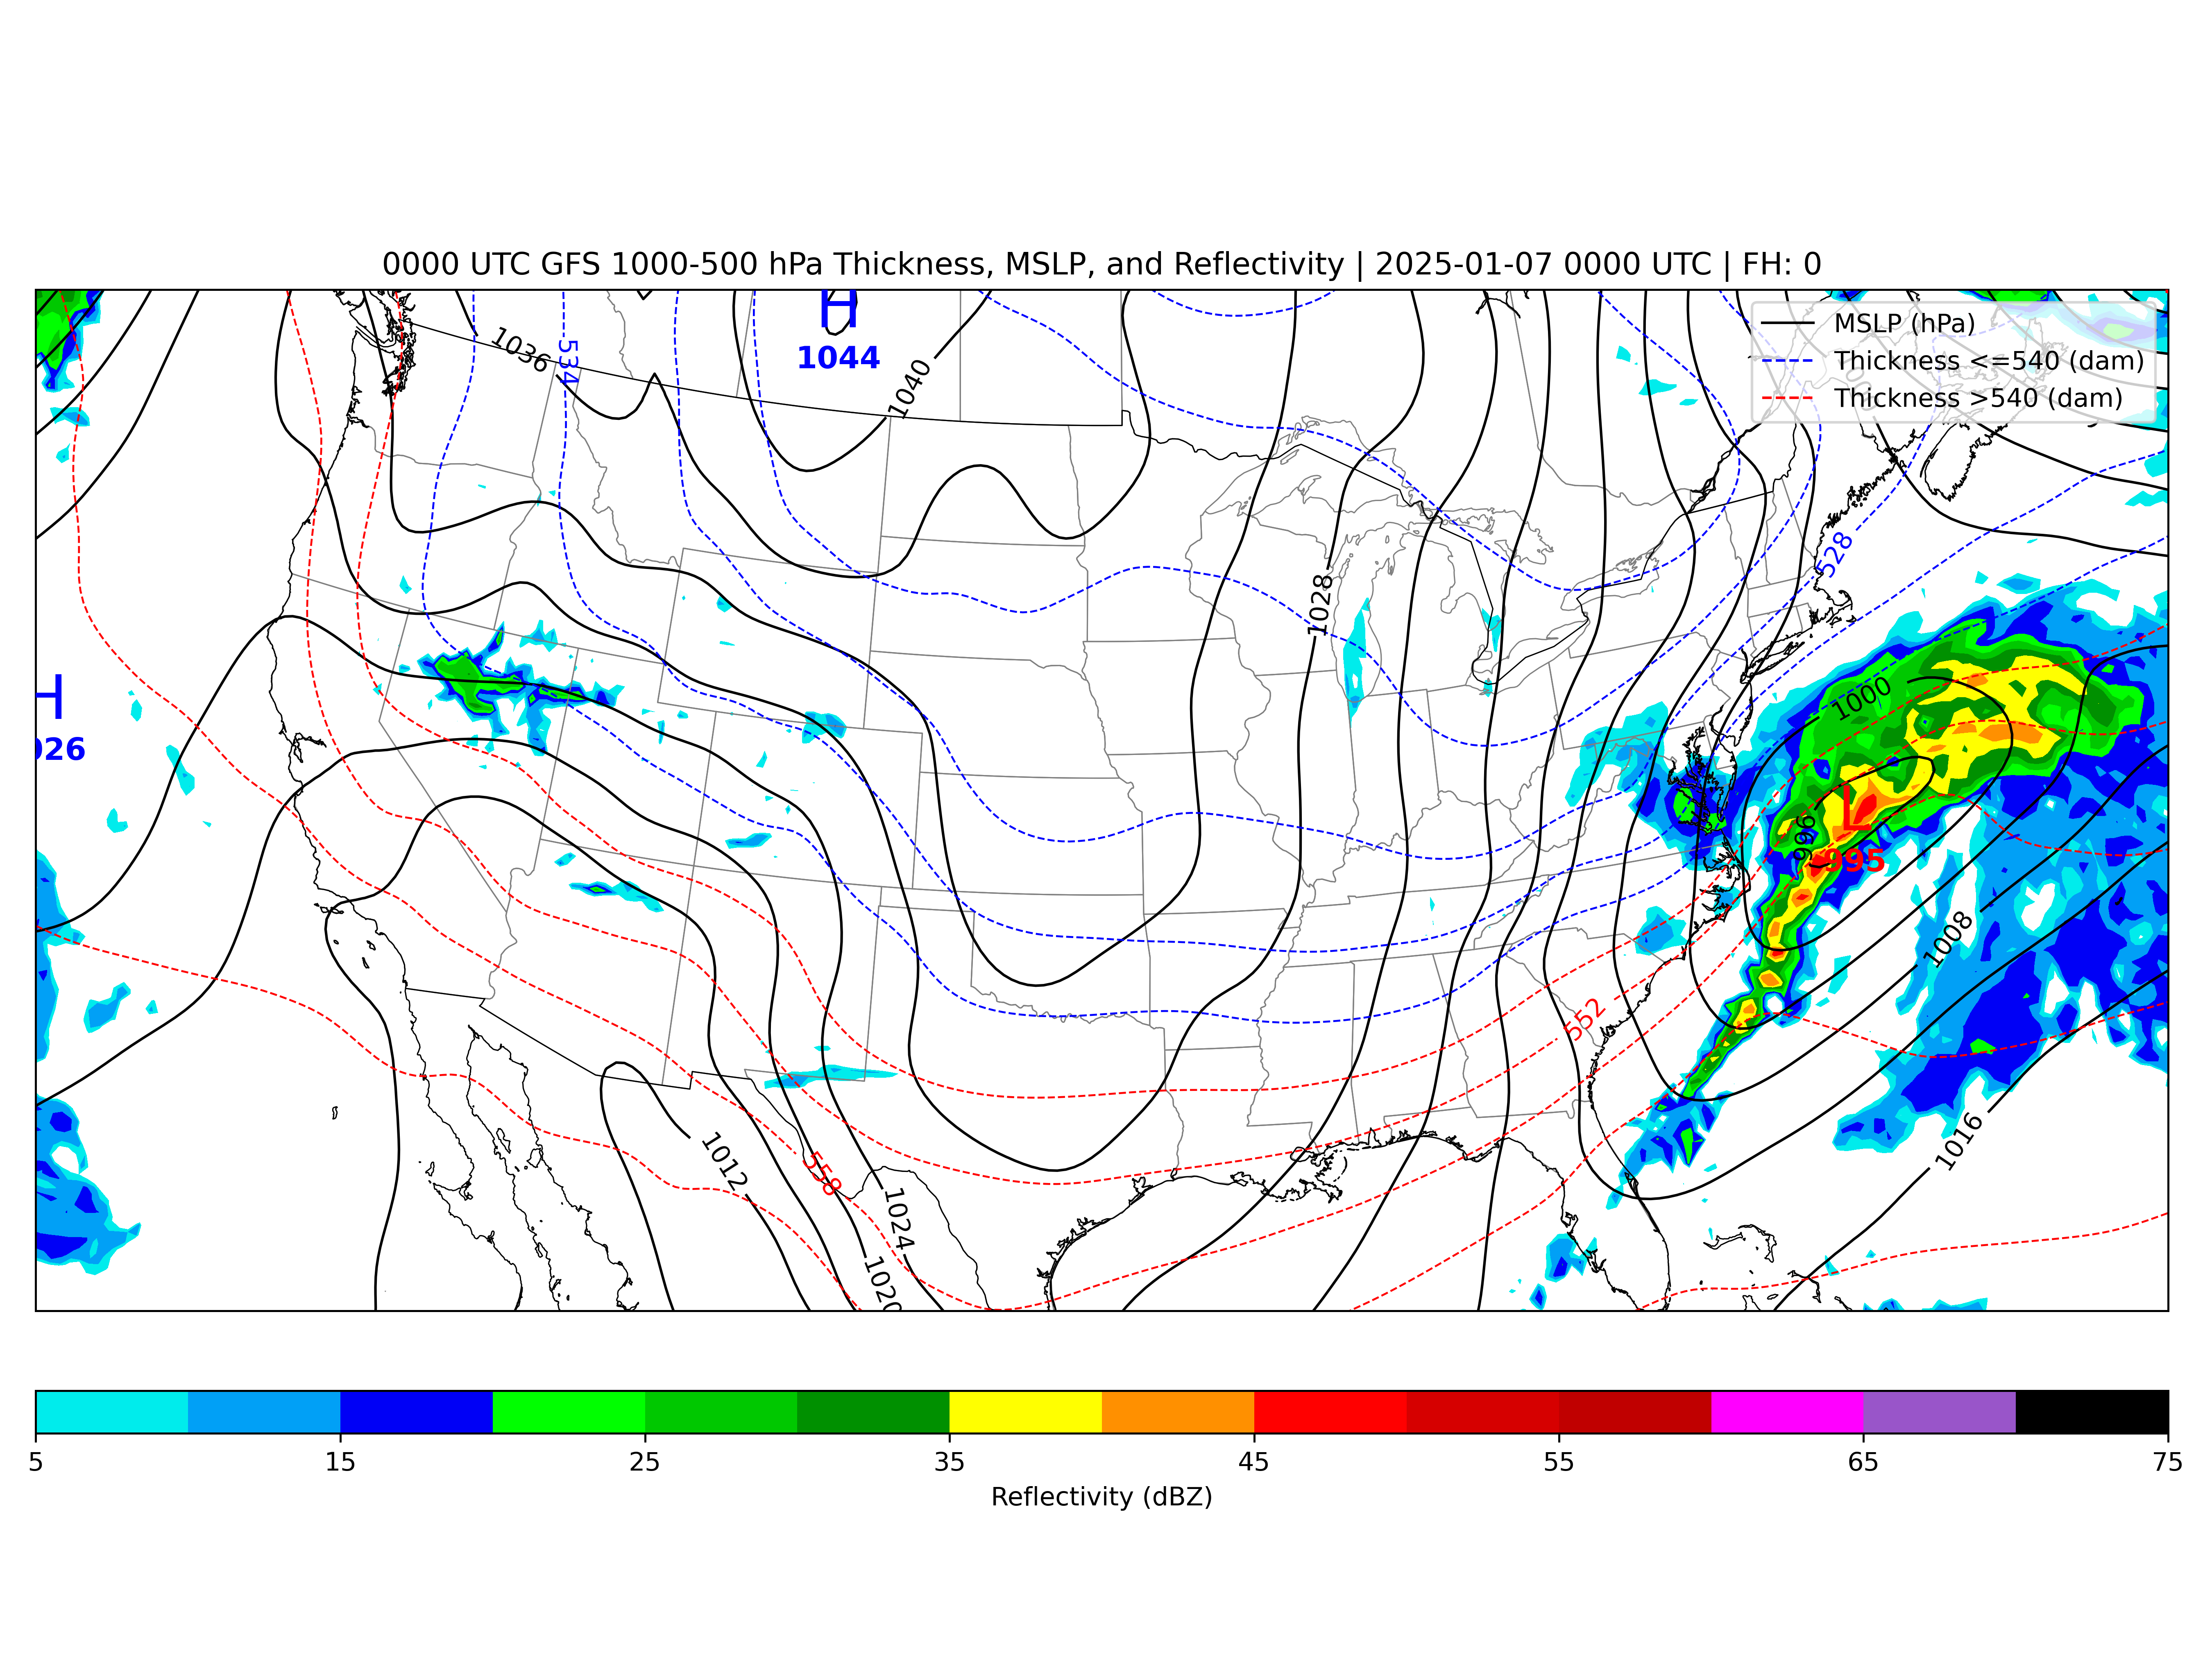 0000 UTC GFS 1000-500 hPa Thickness, MSLP, and Reflectivity | 2025-01-07 0000 UTC | FH: 0
MSLP (hPa)
Thickness <=540 (dam)
Thickness >540 (dam)
H
1044
1036
534
1040
528
1028
H
026
1000
L
996
995
1008
552
1016
1012
558
1024
1020
5 15 25 35 45 55 65 75
Reflectivity (dBZ)